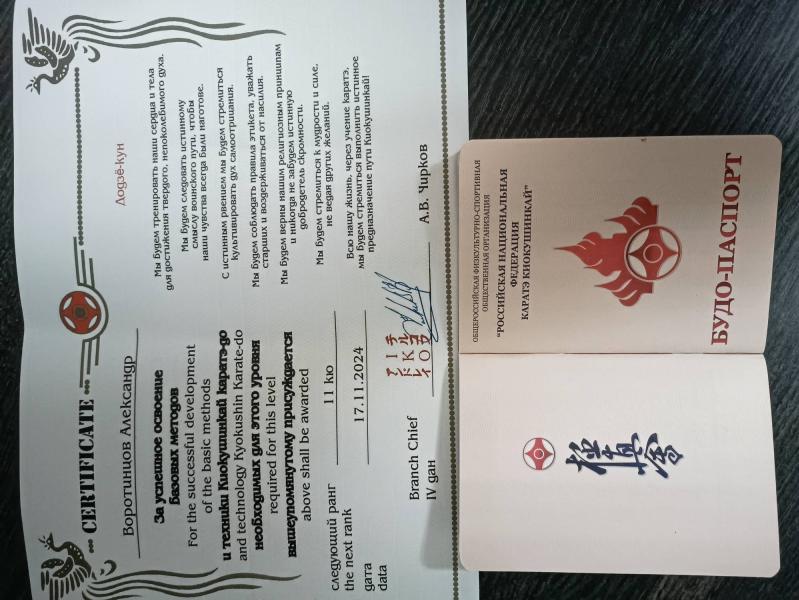 ••• CERTIFICATE •••
Воротинцов Александр
За успешное освоение
базовых методов
For the successful development
of the basic methods
и техники Киокушинкай каратэ-до
and technology Kyokushin Karate-do
необходимых для этого уровня
required for this level
вышеупомянутому присуждается
above shall be awarded
следующий ранг 11 кю
the next rank
дата 17.11.2024
data
Branch Chief А.В. Чирков
IV дан
Додзё-кун
Мы будем тренировать наши сердца и тела
для достижения твердого, непоколебимого духа.
Мы будем следовать истинному
смыслу воинского пути, чтобы
наши чувства всегда были наготове.
С истинным рвением мы будем стремиться
культивировать дух самоотрицания.
Мы будем соблюдать правила этикета, уважать
старших и воздерживаться от насилия.
Мы будем верны нашим религиозным принципам
и никогда не забудем истинную
добродетель скромности.
Мы будем стремиться к мудрости и силе,
не ведая других желаний.
Всю нашу жизнь, через учение каратэ,
мы будем стремиться выполнить истинное
предназначение пути Киокушинкай!
ОБЩЕРОССИЙСКАЯ ФИЗКУЛЬТУРНО-СПОРТИВНАЯ
ОБЩЕСТВЕННАЯ ОРГАНИЗАЦИЯ
"РОССИЙСКАЯ НАЦИОНАЛЬНАЯ
ФЕДЕРАЦИЯ
КАРАТЭ КИОКУШИНКАЙ"
БУДО-ПАСПОРТ
極真會